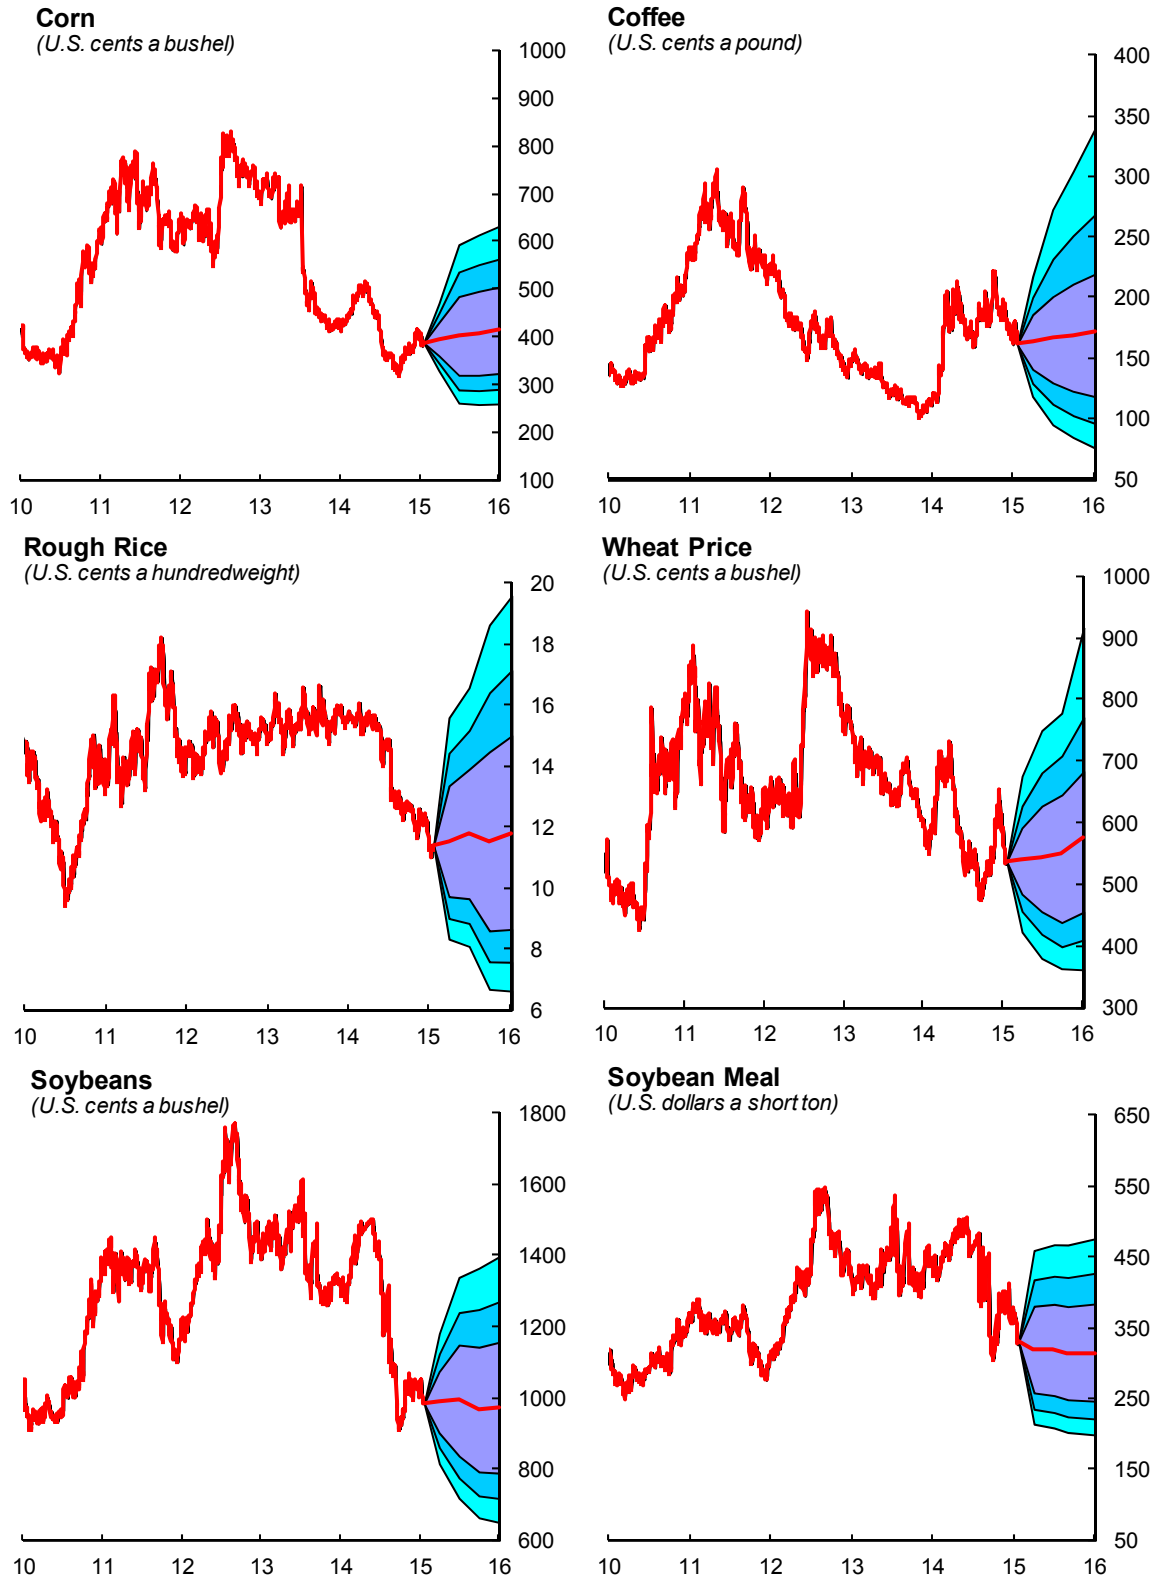 Corn
(U.S. cents a bushel)
1000
900
800
700
600
500
400
300
200
100
10 11 12 13 14 15 16
Coffee
(U.S. cents a pound)
400
350
300
250
200
150
100
50
10 11 12 13 14 15 16
Rough Rice
(U.S. cents a hundredweight)
20
18
16
14
12
10
8
6
10 11 12 13 14 15 16
Wheat Price
(U.S. cents a bushel)
1000
900
800
700
600
500
400
300
10 11 12 13 14 15 16
Soybeans
(U.S. cents a bushel)
1800
1600
1400
1200
1000
800
600
10 11 12 13 14 15 16
Soybean Meal
(U.S. dollars a short ton)
650
550
450
350
250
150
50
10 11 12 13 14 15 16